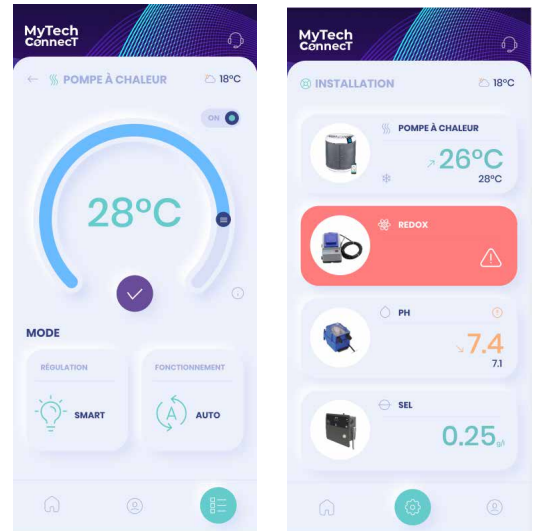 MyTech
ConnecT
POMPE À CHALEUR
18°C
ON
28°C
MODE
RÉGULATION
SMART
FONCTIONNEMENT
A
AUTO
MyTech
ConnecT
INSTALLATION
18°C
POMPE À CHALEUR
26°C
28°C
REDOX
PH
7.4
7.1
SEL
0.25 g/l